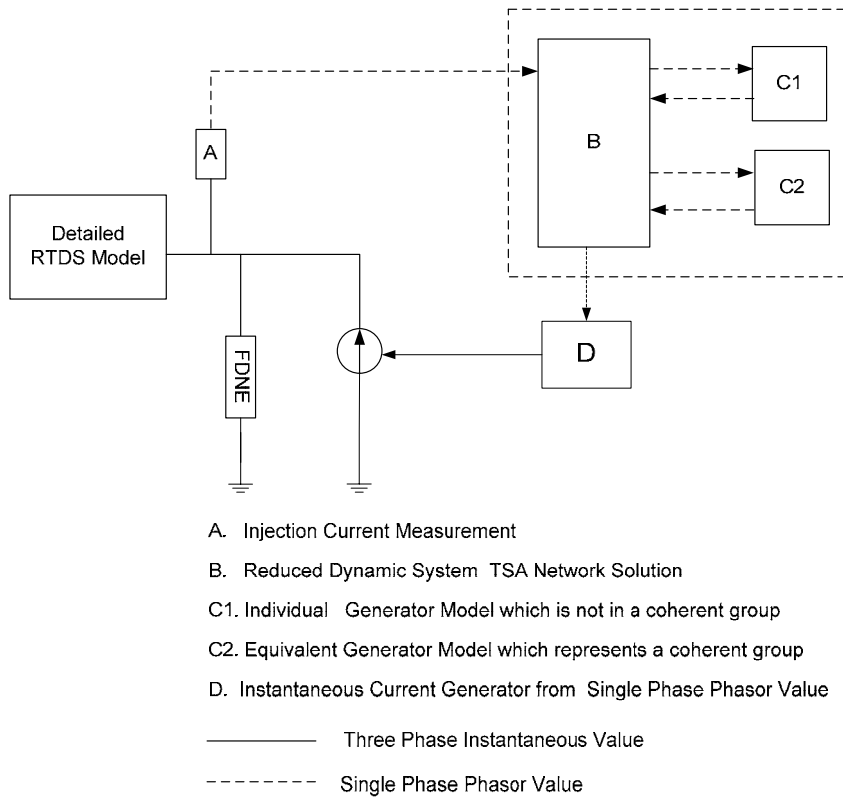 A
B
C1
C2
Detailed
RTDS Model
FDNE
D
A. Injection Current Measurement
B. Reduced Dynamic System TSA Network Solution
C1. Individual Generator Model which is not in a coherent group
C2. Equivalent Generator Model which represents a coherent group
D. Instantaneous Current Generator from Single Phase Phasor Value
Three Phase Instantaneous Value
Single Phase Phasor Value